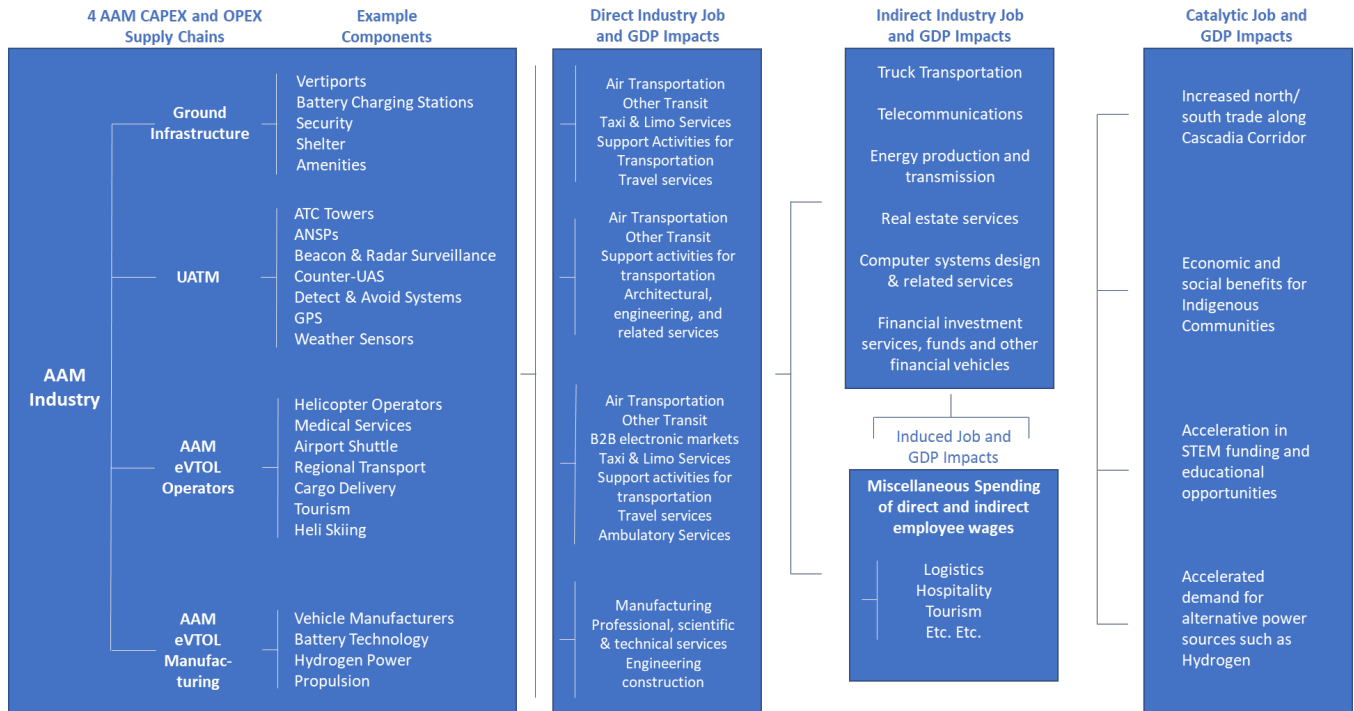 4 AAM CAPEX and OPEX
Supply Chains
Example
Components
Direct Industry Job
and GDP Impacts
Indirect Industry Job
and GDP Impacts
Catalytic Job and
GDP Impacts
AAM
Industry
Ground
Infrastructure
Vertiports
Battery Charging Stations
Security
Shelter
Amenities
UATM
ATC Towers
ANSPs
Beacon & Radar Surveillance
Counter-UAS
Detect & Avoid Systems
GPS
Weather Sensors
AAM
eVTOL
Operators
Helicopter Operators
Medical Services
Airport Shuttle
Regional Transport
Cargo Delivery
Tourism
Heli Skiing
AAM
eVTOL
Manufac-
turing
Vehicle Manufacturers
Battery Technology
Hydrogen Power
Propulsion
Air Transportation
Other Transit
Taxi & Limo Services
Support Activities for
Transportation
Travel services
Air Transportation
Other Transit
Support activities for
transportation
Architectural,
engineering, and
related services
Air Transportation
Other Transit
B2B electronic markets
Taxi & Limo Services
Support activities for
transportation
Travel services
Ambulatory Services
Manufacturing
Professional, scientific
& technical services
Engineering
construction
Truck Transportation
Telecommunications
Energy production and
transmission
Real estate services
Computer systems design
& related services
Financial investment
services, funds and other
financial vehicles
Induced Job and
GDP Impacts
Miscellaneous Spending
of direct and indirect
employee wages
Logistics
Hospitality
Tourism
Etc. Etc.
Increased north/
south trade along
Cascadia Corridor
Economic and
social benefits for
Indigenous
Communities
Acceleration in
STEM funding and
educational
opportunities
Accelerated
demand for
alternative power
sources such as
Hydrogen